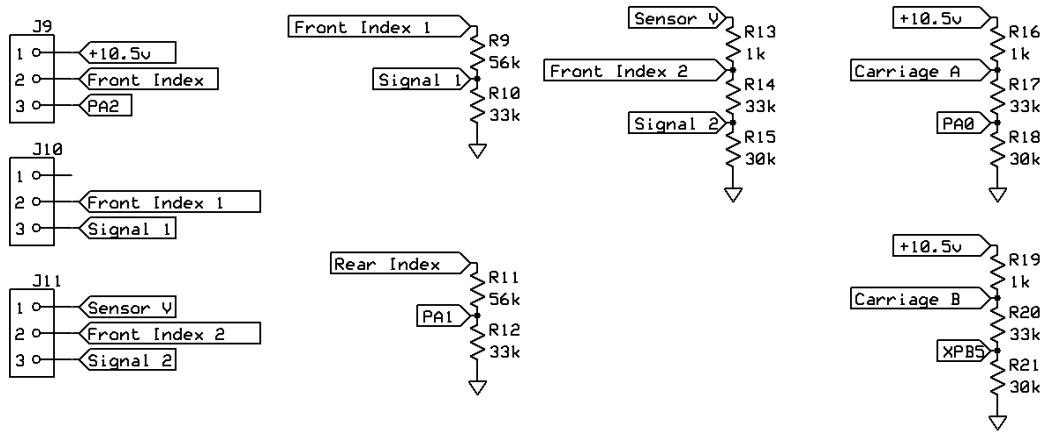 J9
1 +10.5v
2 Front Index
3 PA2
J10
1
2 Front Index 1
3 Signal 1
J11
1 Sensor V
2 Front Index 2
3 Signal 2
Front Index 1
R9
56k
Signal 1
R10
33k
Rear Index
R11
56k
PA1
R12
33k
Sensor V
R13
1k
Front Index 2
R14
33k
Signal 2
R15
30k
+10.5v
R16
1k
Carriage A
R17
33k
PA0
R18
30k
+10.5v
R19
1k
Carriage B
R20
33k
XPB5
R21
30k